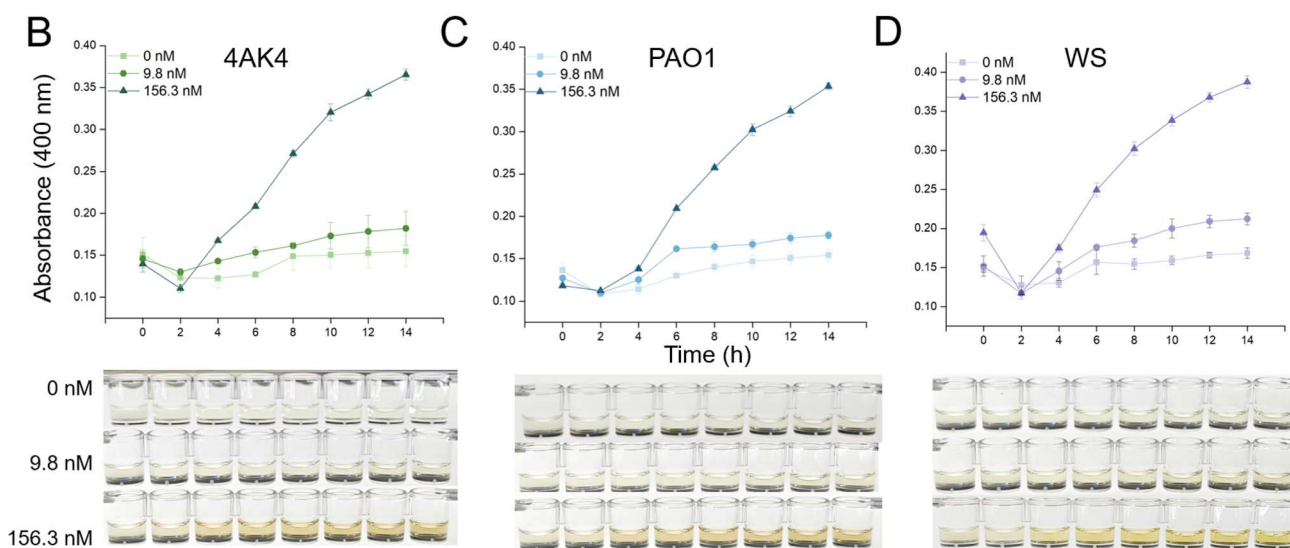 B
4AK4
0.40
0.35
0.30
0.25
0.20
0.15
0.10
Absorbance (400 nm)
0 nM
9.8 nM
156.3 nM
0 2 4 6 8 10 12 14
C
PAO1
0.40
0.35
0.30
0.25
0.20
0.15
0.10
0 nM
9.8 nM
156.3 nM
0 2 4 6 8 10 12 14
Time (h)
D
WS
0.40
0.35
0.30
0.25
0.20
0.15
0.10
0 nM
9.8 nM
156.3 nM
0 2 4 6 8 10 12 14
0 nM
9.8 nM
156.3 nM